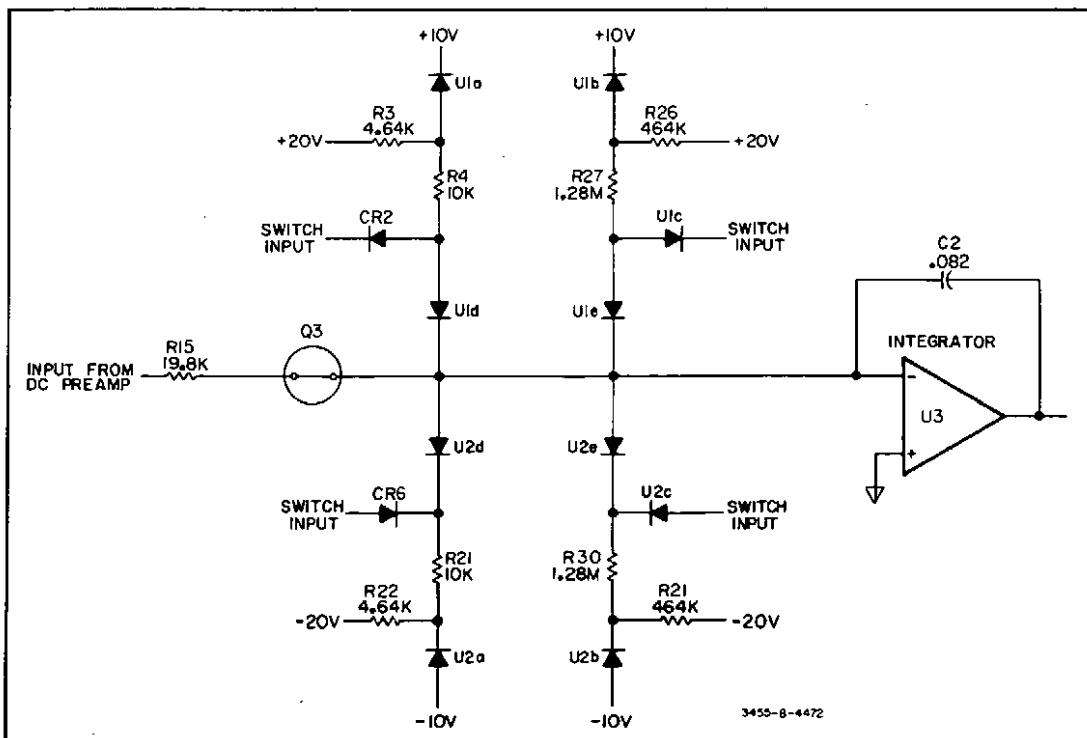 +10V
+10V
U1a
U1b
R3
4.64K
R26
464K
+20V
+20V
R4
10K
R27
1.28M
CR2
U1c
SWITCH
INPUT
SWITCH
INPUT
C2
.082
U1d
U1e
Q3
INTEGRATOR
R15
19.8K
INPUT FROM
DC PREAMP
−
U3
+
U2d
U2e
CR6
U2c
SWITCH
INPUT
SWITCH
INPUT
R21
10K
R30
1.28M
R22
4.64K
R21
464K
-20V
-20V
U2a
U2b
-10V
-10V
3455-B-4472